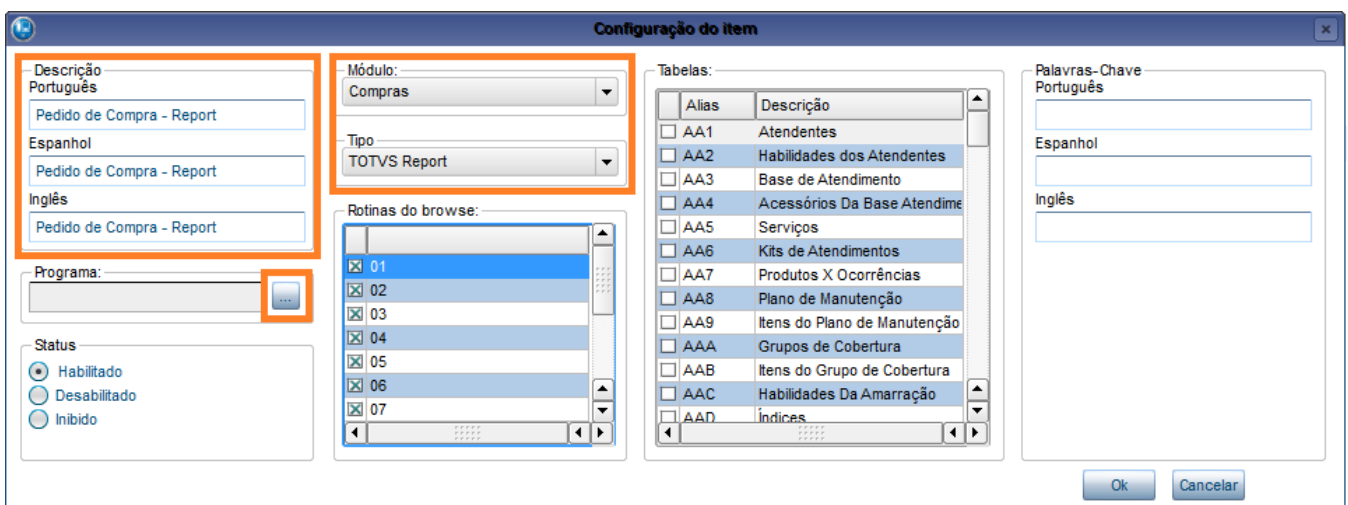 Configuração do item
Descrição
Português
Pedido de Compra - Report
Espanhol
Pedido de Compra - Report
Inglês
Pedido de Compra - Report
Programa:
...
Status
Habilitado
Desabilitado
Inibido
Módulo:
Compras
Tipo
TOTVS Report
Rotinas do browse:
01
02
03
04
05
06
07
Tabelas:
Alias Descrição
AA1 Atendentes
AA2 Habilidades dos Atendentes
AA3 Base de Atendimento
AA4 Acessórios Da Base Atendime
AA5 Serviços
AA6 Kits de Atendimentos
AA7 Produtos X Ocorrências
AA8 Plano de Manutenção
AA9 Itens do Plano de Manutenção
AAA Grupos de Cobertura
AAB Itens do Grupo de Cobertura
AAC Habilidades Da Amarração
AAD Índices
Palavras-Chave
Português
Espanhol
Inglês
Ok Cancelar